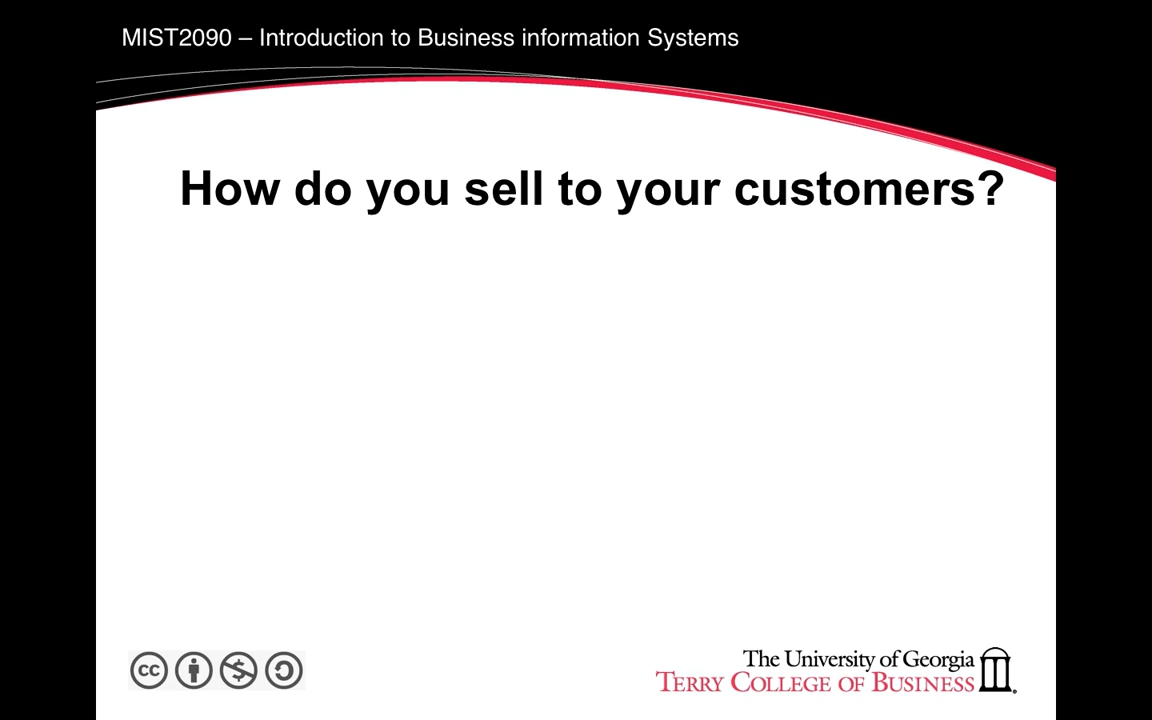 MIST2090 – Introduction to Business information Systems
How do you sell to your customers?
cc
The University of Georgia
TERRY COLLEGE OF BUSINESS